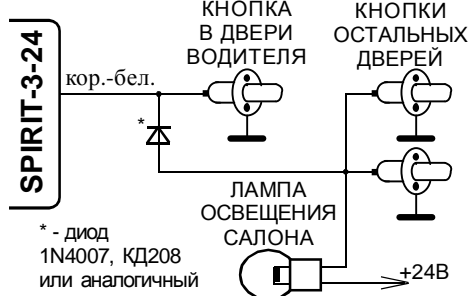 КНОПКА
В ДВЕРИ
ВОДИТЕЛЯ
КНОПКИ
ОСТАЛЬНЫХ
ДВЕРЕЙ
SPIRIT-3-24
кор.-бел.
*
ЛАМПА
ОСВЕЩЕНИЯ
САЛОНА
* - диод
1N4007, КД208
или аналогичный
+24В